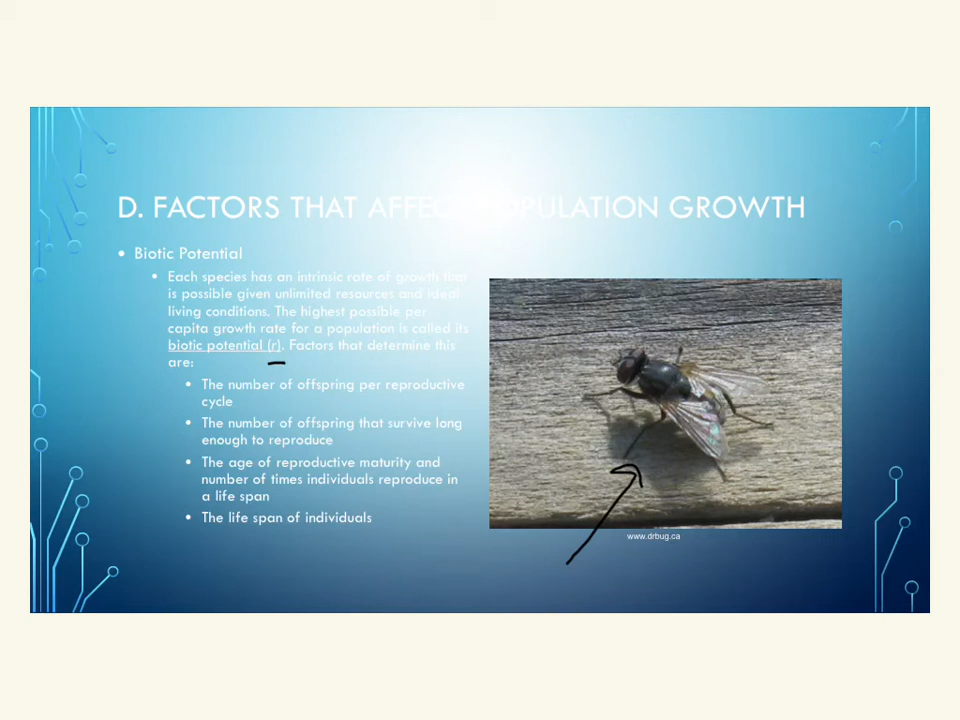 D. FACTORS THAT AFFECT POPULATION GROWTH
• Biotic Potential
• Each species has an intrinsic rate of growth that
is possible given unlimited resources and ideal
living conditions. The highest possible per
capita growth rate for a population is called its
biotic potential (r). Factors that determine this
are:
• The number of offspring per reproductive
cycle
• The number of offspring that survive long
enough to reproduce
• The age of reproductive maturity and
number of times individuals reproduce in
a life span
• The life span of individuals
www.drbug.ca